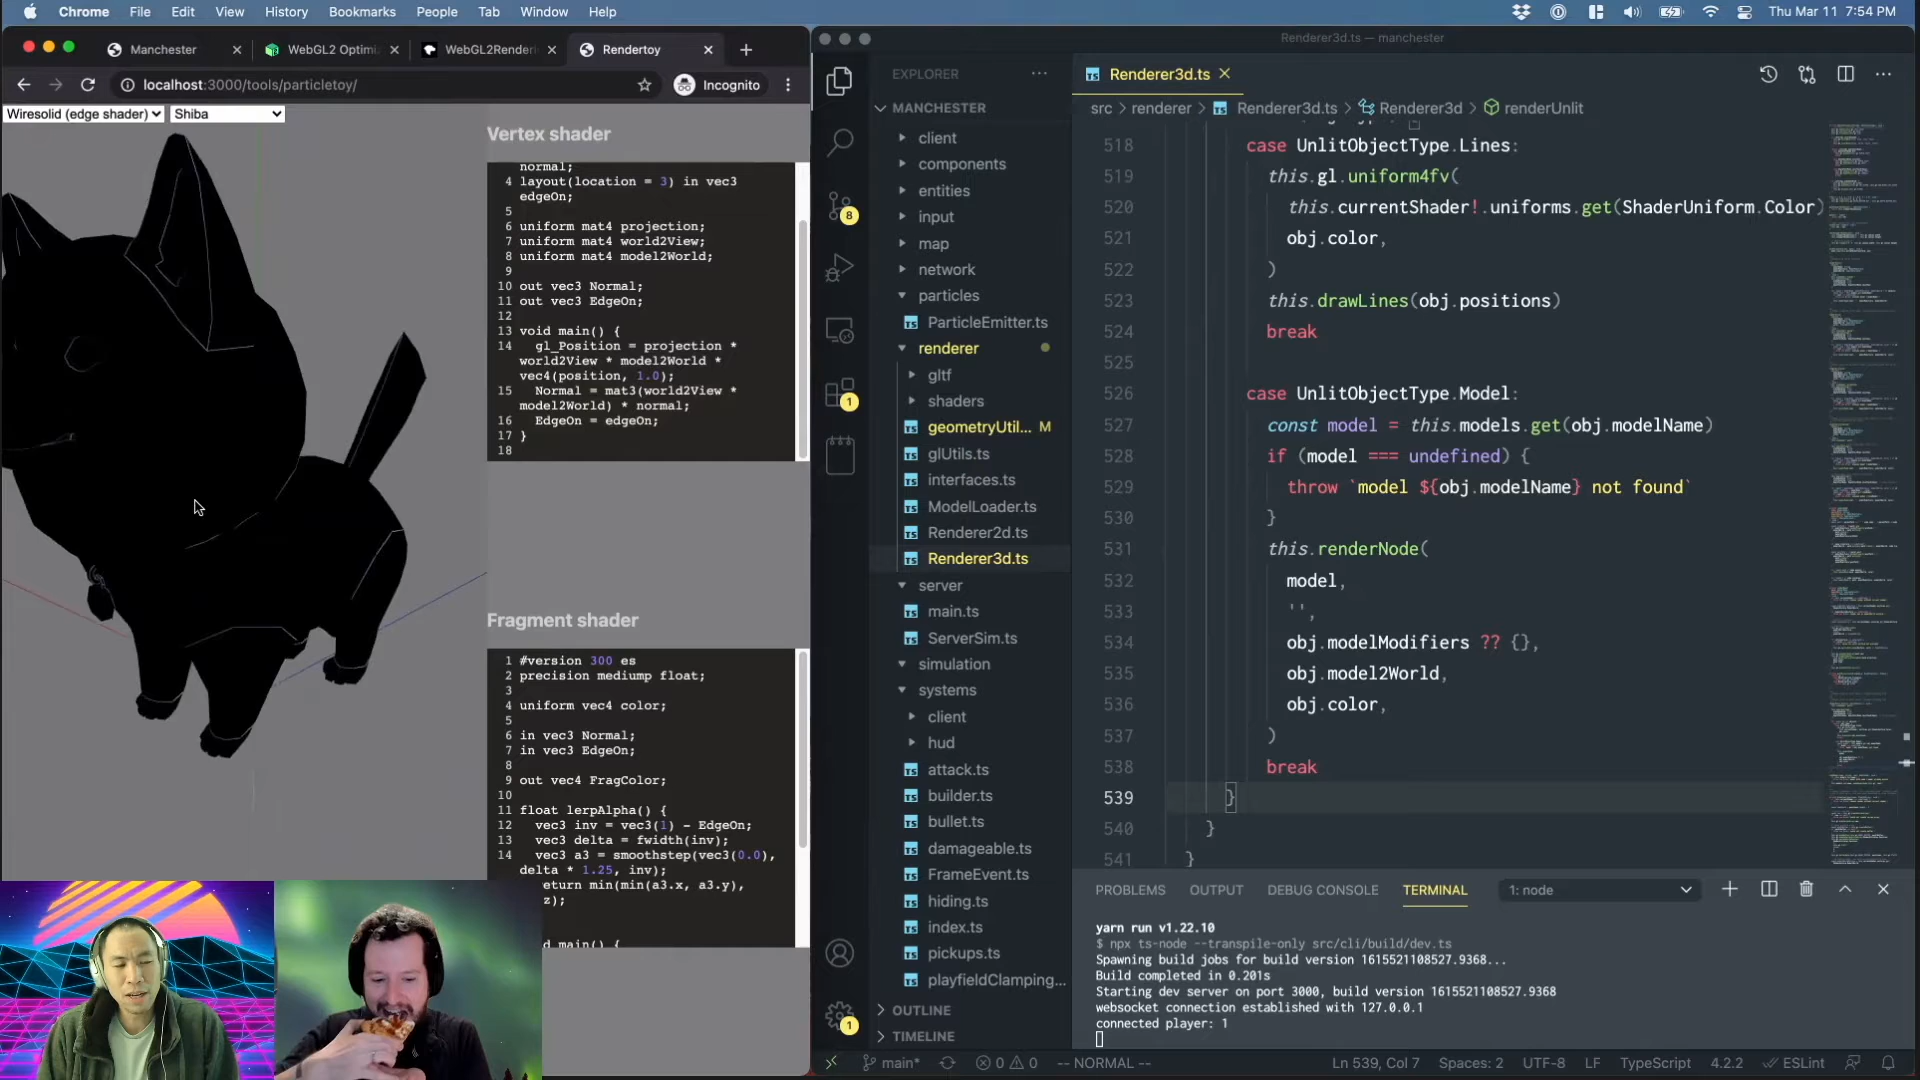 Chrome File Edit View History Bookmarks People Tab Window Help Thu Mar 11 7:54 PM
Manchester
WebGL2 Optimi
WebGL2Renderi
Rendertoy
localhost:3000/tools/particletoy/
Incognito
Wiresolid (edge shader)
Shiba
Vertex shader
normal;
4 layout(location = 3) in vec3
edgeOn;
5
6 uniform mat4 projection;
7 uniform mat4 world2View;
8 uniform mat4 model2World;
9
10 out vec3 Normal;
11 out vec3 EdgeOn;
12
13 void main() {
14 gl_Position = projection *
world2View * model2World *
vec4(position, 1.0);
15 Normal = mat3(world2View *
model2World) * normal;
16 EdgeOn = edgeOn;
17 }
18
Fragment shader
1 #version 300 es
2 precision mediump float;
3
4 uniform vec4 color;
5
6 in vec3 Normal;
7 in vec3 EdgeOn;
8
9 out vec4 FragColor;
10
11 float lerpAlpha() {
12 vec3 inv = vec3(1) - EdgeOn;
13 vec3 delta = fwidth(inv);
14 vec3 a3 = smoothstep(vec3(0.0),
delta * 1.25, inv);
return min(min(a3.x, a3.y),
z);
d main() {
Renderer3d.ts — manchester
EXPLORER
MANCHESTER
client
components
entities
input
map
network
particles
ParticleEmitter.ts
renderer
gltf
shaders
geometryUtil... M
glUtils.ts
interfaces.ts
ModelLoader.ts
Renderer2d.ts
Renderer3d.ts
server
main.ts
ServerSim.ts
simulation
systems
client
hud
attack.ts
builder.ts
bullet.ts
damageable.ts
FrameEvent.ts
hiding.ts
index.ts
pickups.ts
playfieldClamping...
OUTLINE
TIMELINE
8
1
1
Renderer3d.ts
src > renderer > Renderer3d.ts > Renderer3d > renderUnlit
518 case UnlitObjectType.Lines:
519 this.gl.uniform4fv(
520 this.currentShader!.uniforms.get(ShaderUniform.Color)
521 obj.color,
522 )
523 this.drawLines(obj.positions)
524 break
525
526 case UnlitObjectType.Model:
527 const model = this.models.get(obj.modelName)
528 if (model === undefined) {
529 throw `model ${obj.modelName} not found`
530 }
531 this.renderNode(
532 model,
533 '',
534 obj.modelModifiers ?? {},
535 obj.model2World,
536 obj.color,
537 )
538 break
539 }
540 }
541 }
PROBLEMS OUTPUT DEBUG CONSOLE TERMINAL 1: node
yarn run v1.22.10
$ npx ts-node --transpile-only src/cli/build/dev.ts
Spawning build jobs for build version 1615521108527.9368...
Build completed in 0.201s
Starting dev server on port 3000, build version 1615521108527.9368
websocket connection established with 127.0.0.1
connected player: 1
main* 0 0 -- NORMAL -- Ln 539, Col 7 Spaces: 2 UTF-8 LF TypeScript 4.2.2 ESLint